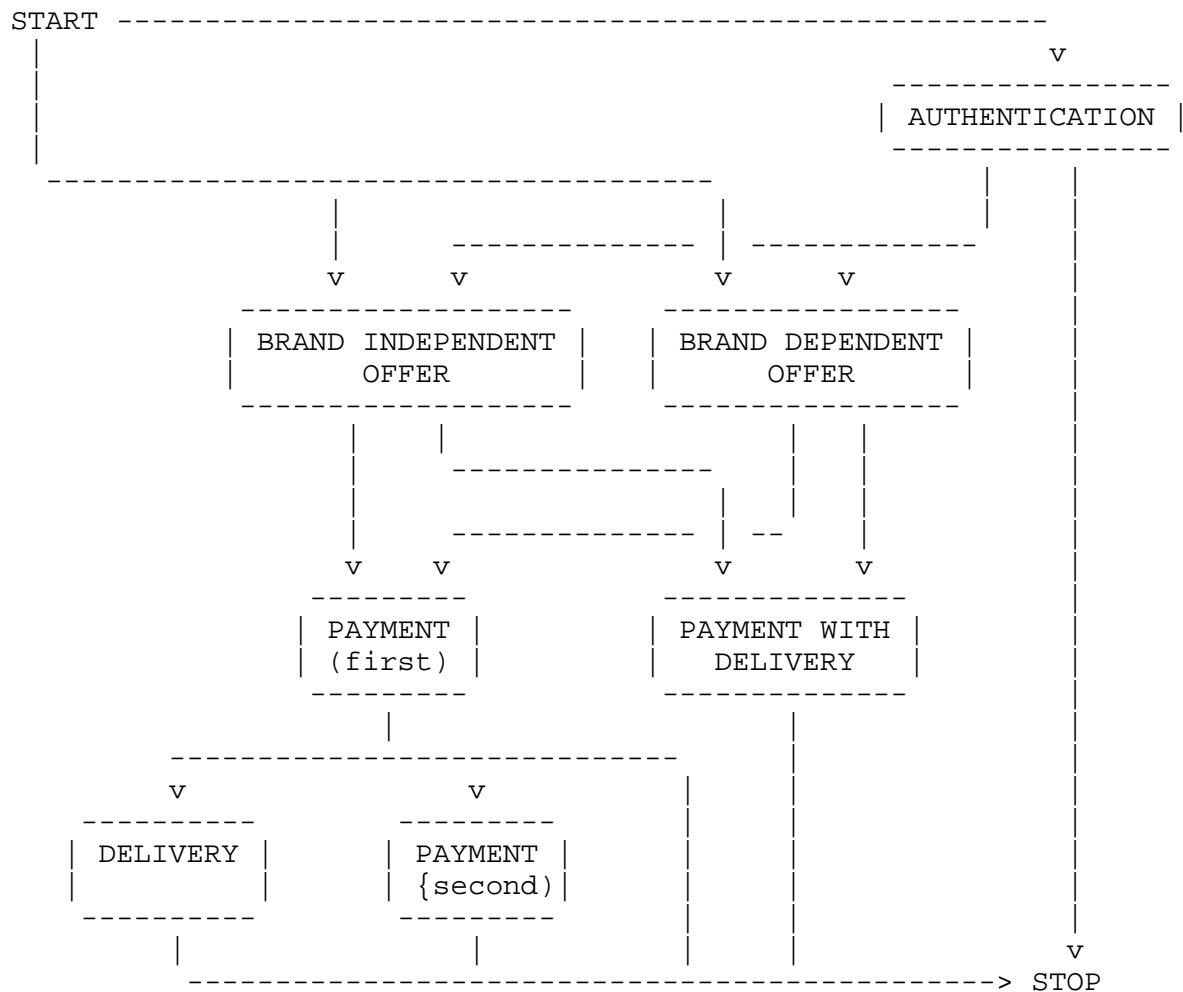 START
AUTHENTICATION
BRAND INDEPENDENT
OFFER
BRAND DEPENDENT
OFFER
PAYMENT
(first)
PAYMENT WITH
DELIVERY
DELIVERY
PAYMENT
{second)
STOP